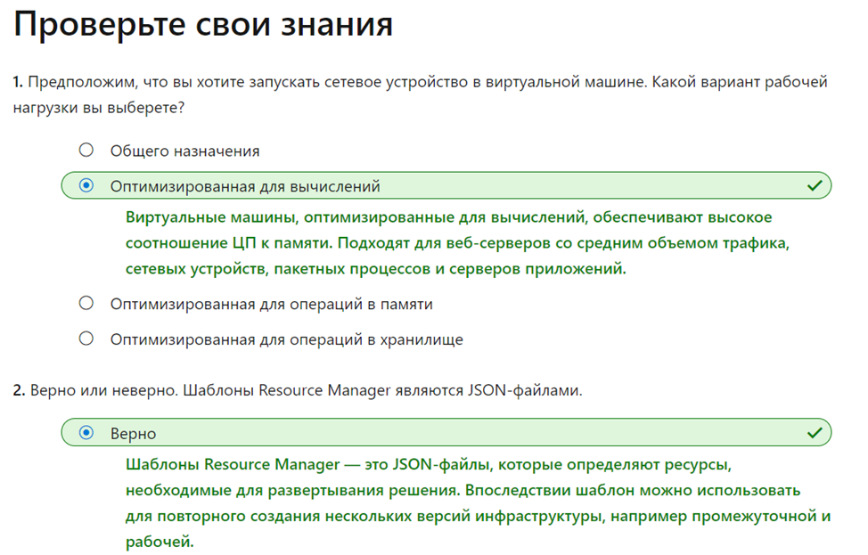 Проверьте свои знания
1. Предположим, что вы хотите запускать сетевое устройство в виртуальной машине. Какой вариант рабочей
нагрузки вы выберете?
Общего назначения
Оптимизированная для вычислений
Виртуальные машины, оптимизированные для вычислений, обеспечивают высокое
соотношение ЦП к памяти. Подходят для веб-серверов со средним объемом трафика,
сетевых устройств, пакетных процессов и серверов приложений.
Оптимизированная для операций в памяти
Оптимизированная для операций в хранилище
2. Верно или неверно. Шаблоны Resource Manager являются JSON-файлами.
Верно
Шаблоны Resource Manager — это JSON-файлы, которые определяют ресурсы,
необходимые для развертывания решения. Впоследствии шаблон можно использовать
для повторного создания нескольких версий инфраструктуры, например промежуточной и
рабочей.